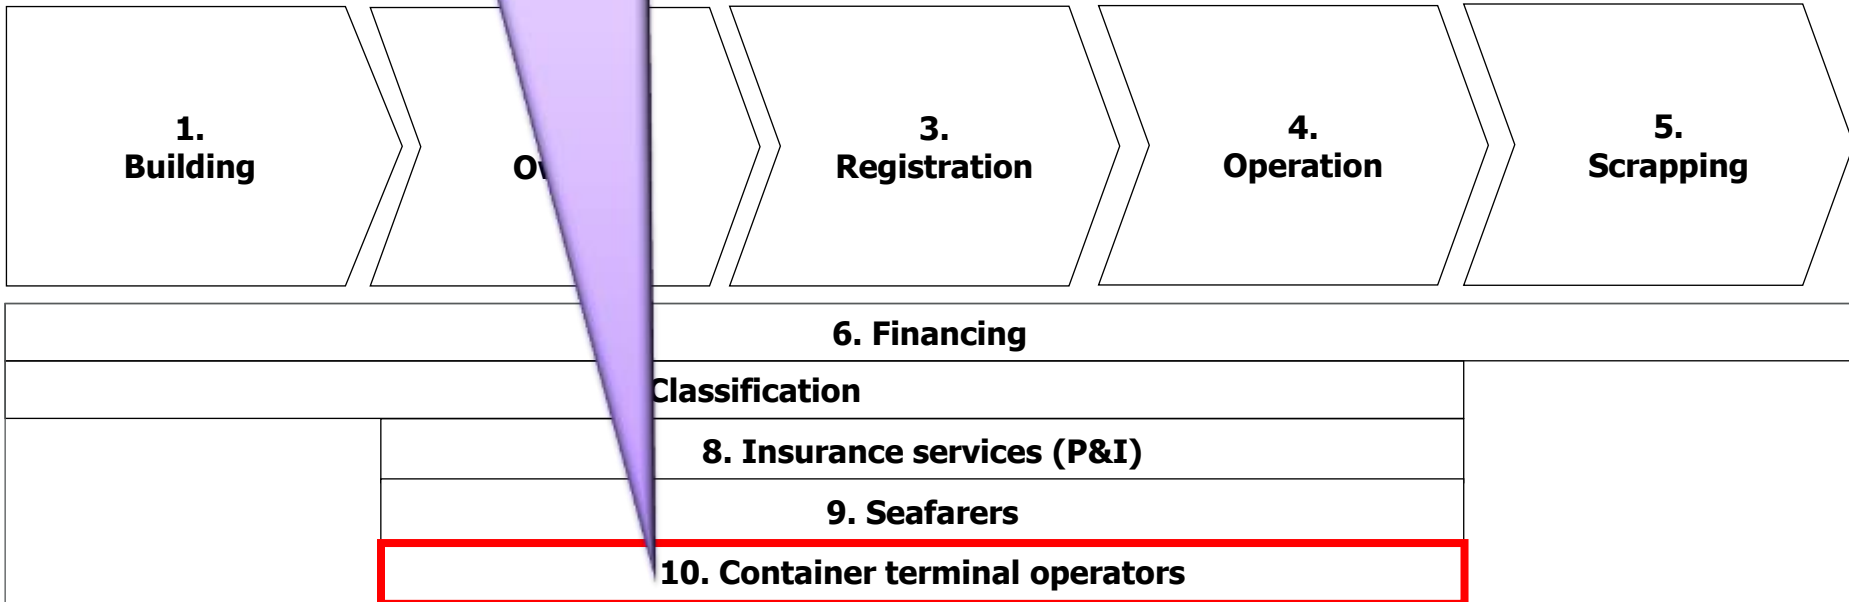 1.
Building
3.
Registration
4.
Operation
5.
Scrapping
6. Financing
Classification
8. Insurance services (P&I)
9. Seafarers
10. Container terminal operators